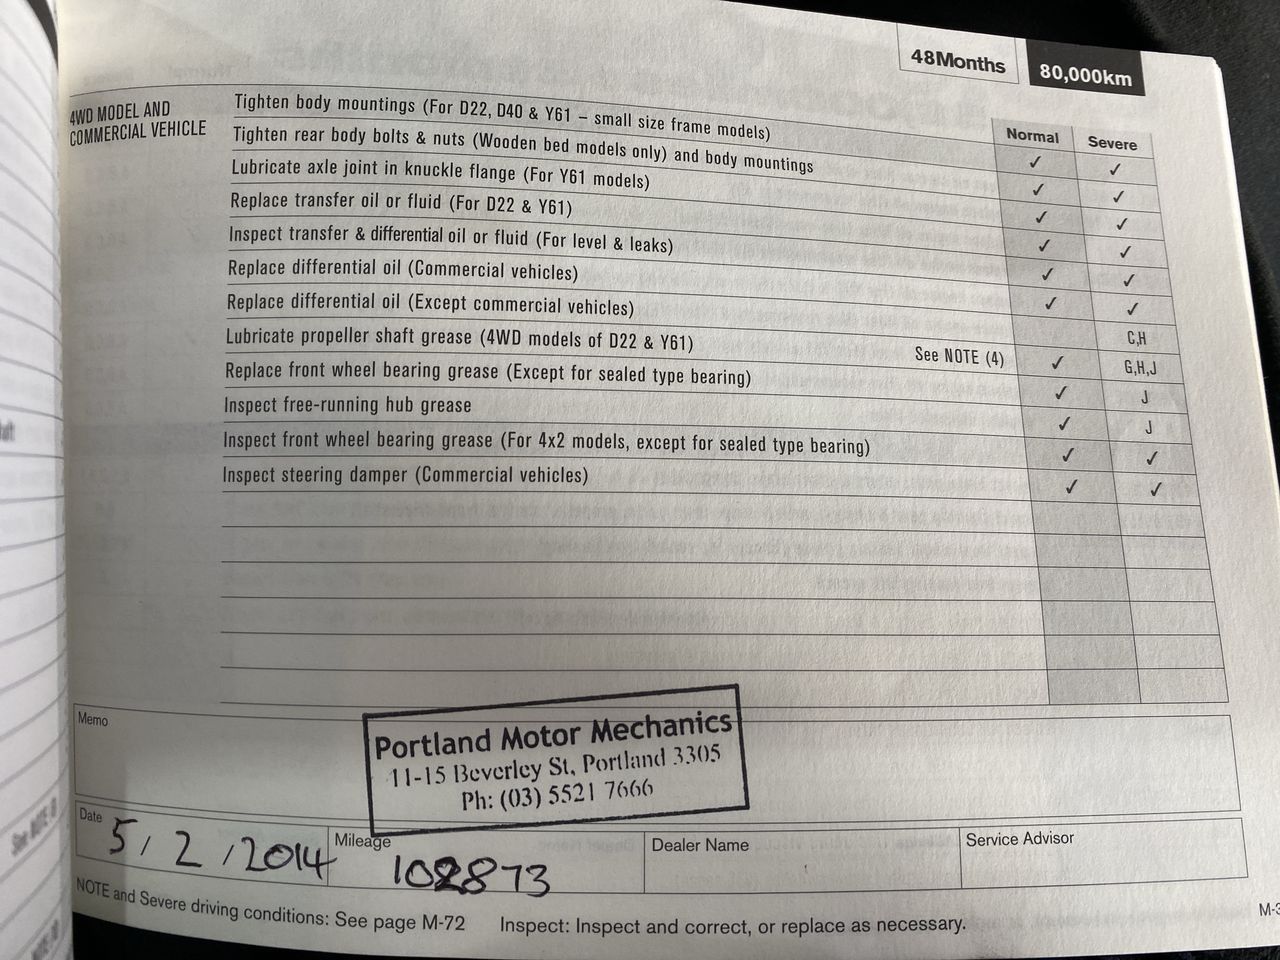 48Months 80,000km
Normal Severe
4WD MODEL AND
COMMERCIAL VEHICLE
Tighten body mountings (For D22, D40 & Y61 – small size frame models) ✓ ✓
Tighten rear body bolts & nuts (Wooden bed models only) and body mountings ✓ ✓
Lubricate axle joint in knuckle flange (For Y61 models) ✓ ✓
Replace transfer oil or fluid (For D22 & Y61) ✓ ✓
Inspect transfer & differential oil or fluid (For level & leaks) ✓ ✓
Replace differential oil (Commercial vehicles) ✓ ✓
Replace differential oil (Except commercial vehicles) C,H
Lubricate propeller shaft grease (4WD models of D22 & Y61) See NOTE (4) ✓ G,H,J
Replace front wheel bearing grease (Except for sealed type bearing) ✓ J
Inspect free-running hub grease ✓ J
Inspect front wheel bearing grease (For 4x2 models, except for sealed type bearing) ✓ ✓
Inspect steering damper (Commercial vehicles) ✓ ✓
Memo
Portland Motor Mechanics
11-15 Beverley St, Portland 3305
Ph: (03) 5521 7666
Date
5/2/2014
Mileage
102873
Dealer Name
Service Advisor
NOTE and Severe driving conditions: See page M-72 Inspect: Inspect and correct, or replace as necessary.